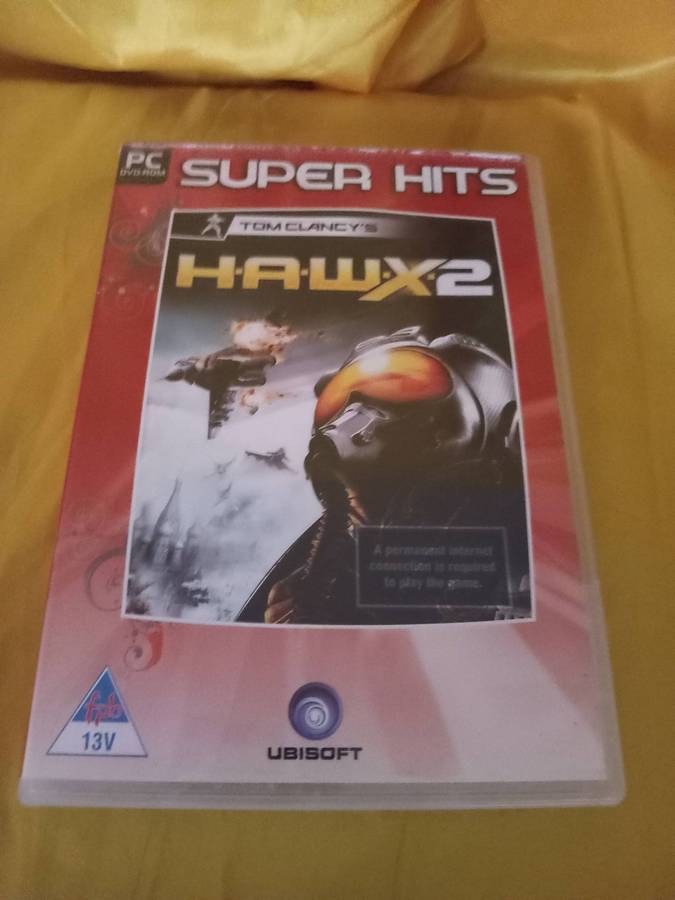 PC
DVD-ROM
SUPER HITS
TOM CLANCY'S
H·A·W·X·2
A permanent internet
connection is required
to play the game.
fpb
13V
UBISOFT